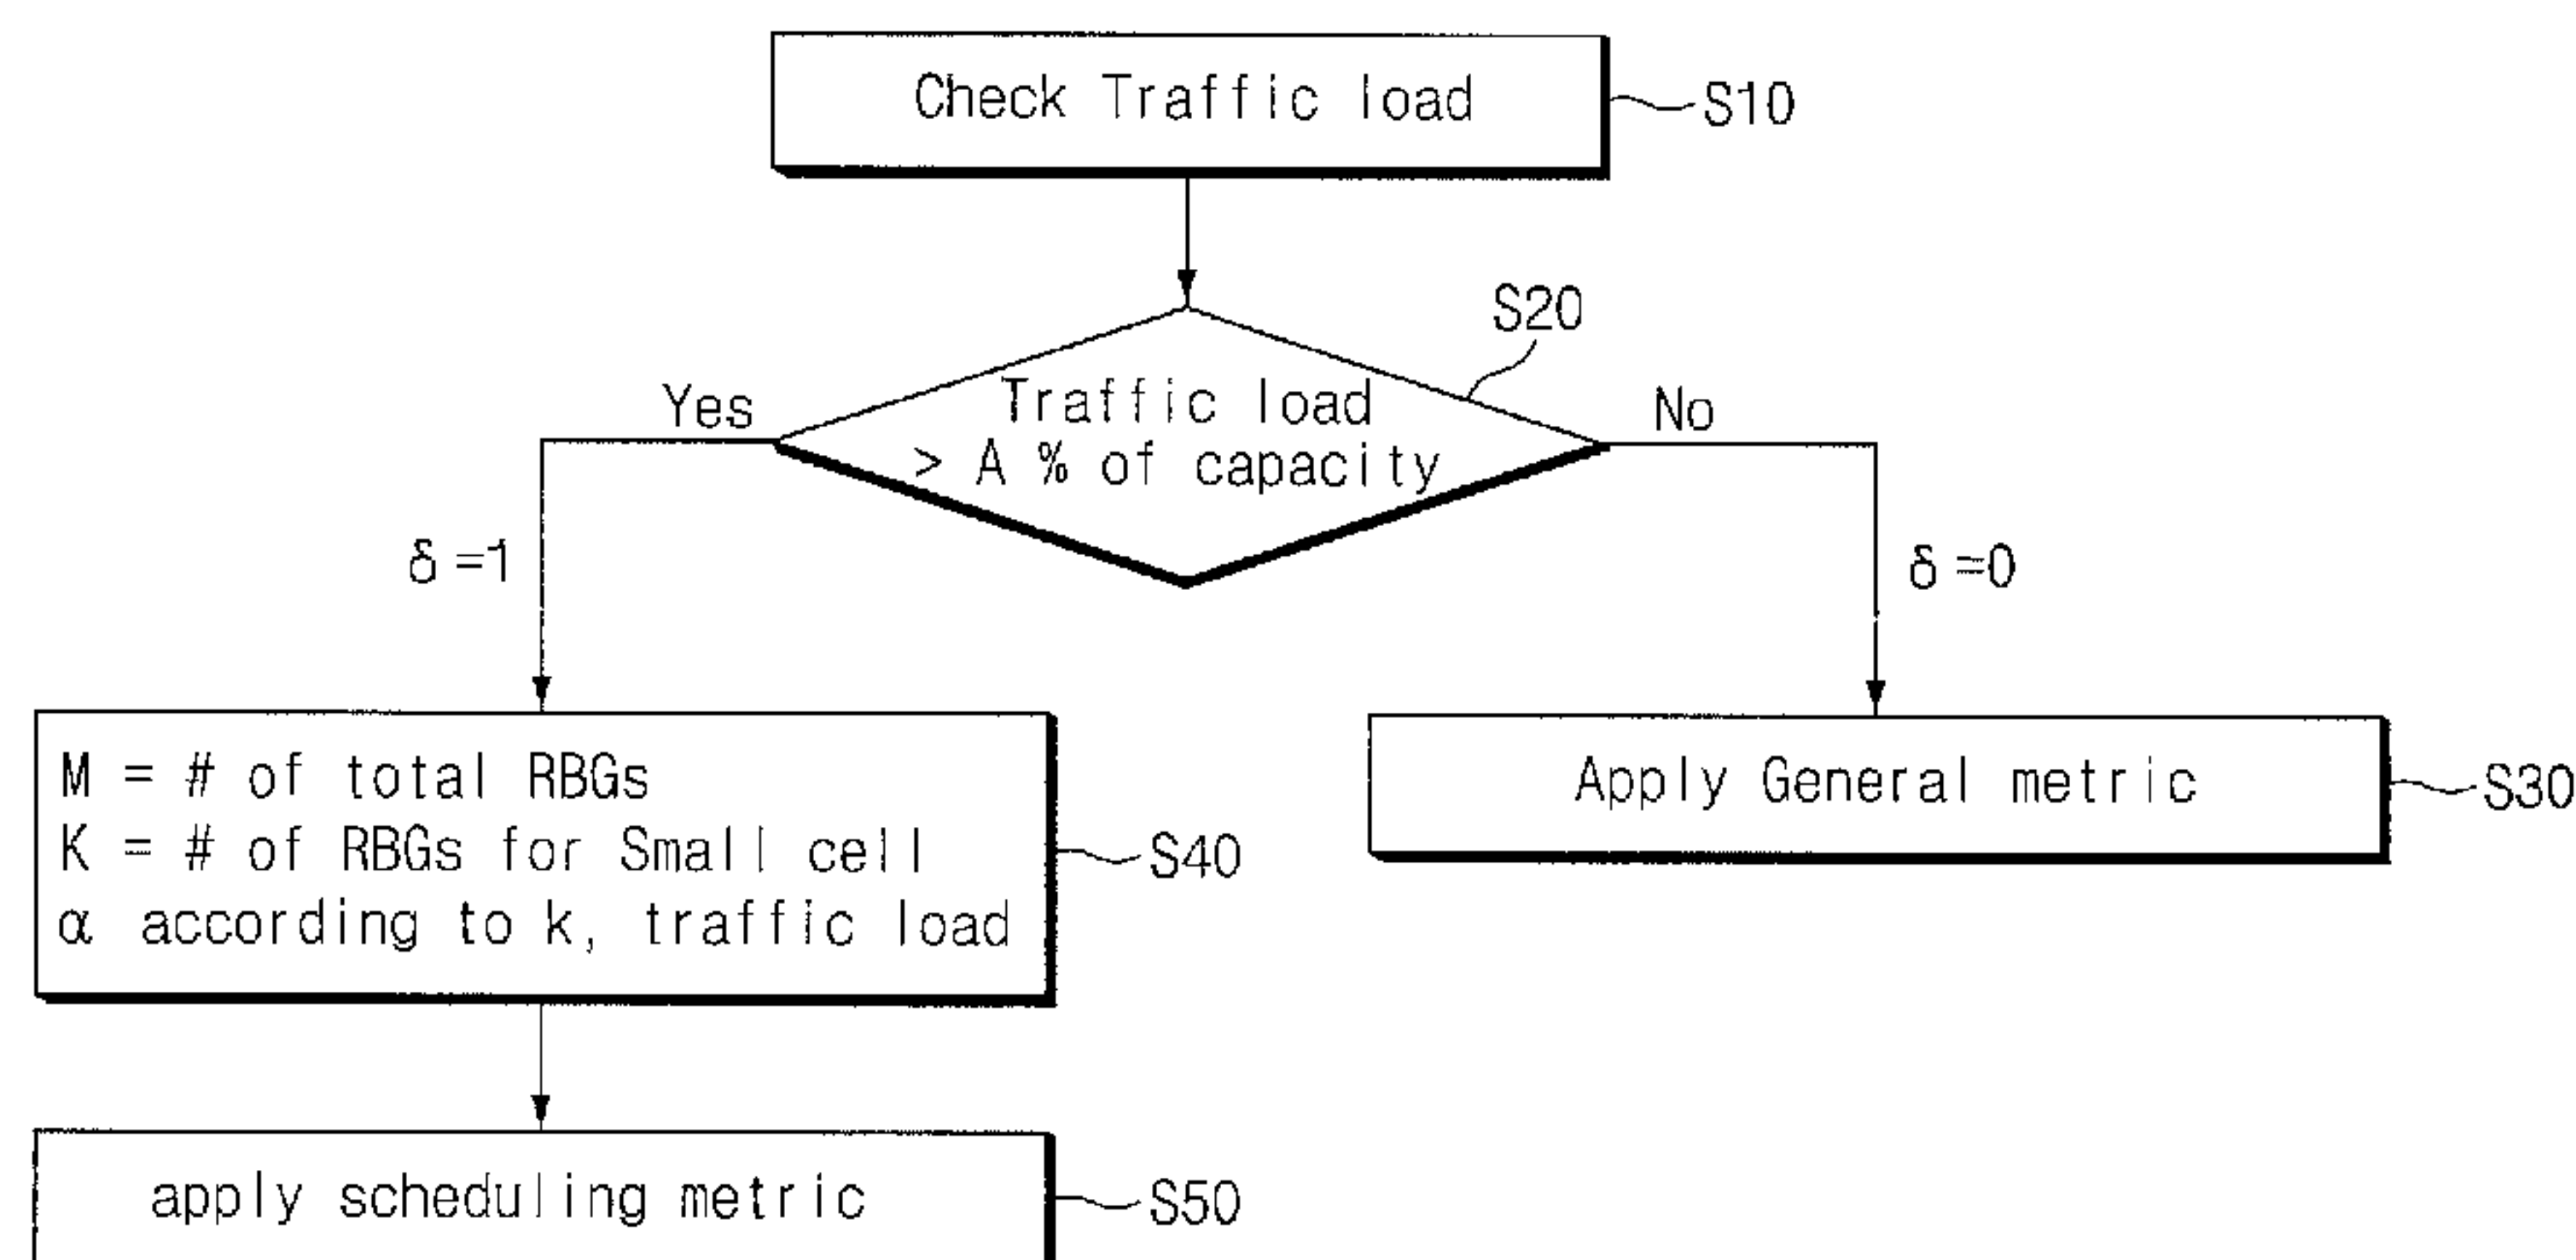 Check Traffic load
S10
S20
Yes
Traffic load
> A % of capacity
No
δ=1
δ=0
M = # of total RBGs
K = # of RBGs for Small cell
α according to k, traffic load
S40
Apply General metric
S30
apply scheduling metric
S50